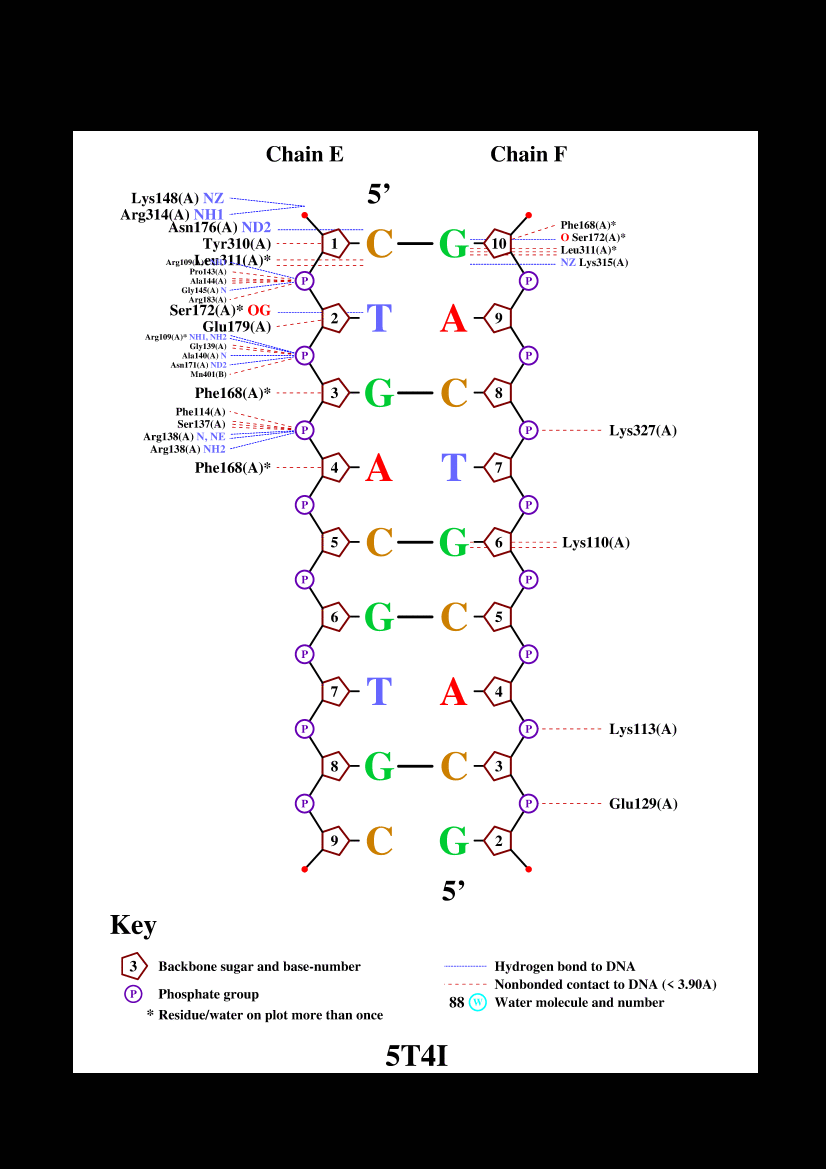 Chain E Chain F
5’
Lys148(A) NZ
Arg314(A) NH1
Asn176(A) ND2
Tyr310(A)
Leu311(A)*
Pro143(A)
Ala144(A)
Gly145(A) N
Arg183(A)
Ser172(A)* OG
Glu179(A)
Arg109(A)* NH1, NH2
Gly139(A)
Ala140(A) N
Asn171(A) ND2
Mn401(B)
Phe168(A)*
Phe114(A)
Ser137(A)
Arg138(A) N, NE
Arg138(A) NH2
Phe168(A)*
1 C G 10
P P
2 T A 9
P P
3 G C 8
P P
4 A T 7
P P
5 C G 6
P P
6 G C 5
P P
7 T A 4
P P
8 G C 3
P P
9 C G 2
Phe168(A)*
O Ser172(A)*
Leu311(A)*
NZ Lys315(A)
Lys327(A)
Lys110(A)
Lys113(A)
Glu129(A)
5’
Key
3 Backbone sugar and base-number
P Phosphate group
* Residue/water on plot more than once
Hydrogen bond to DNA
Nonbonded contact to DNA (< 3.90A)
88 W Water molecule and number
5T4I